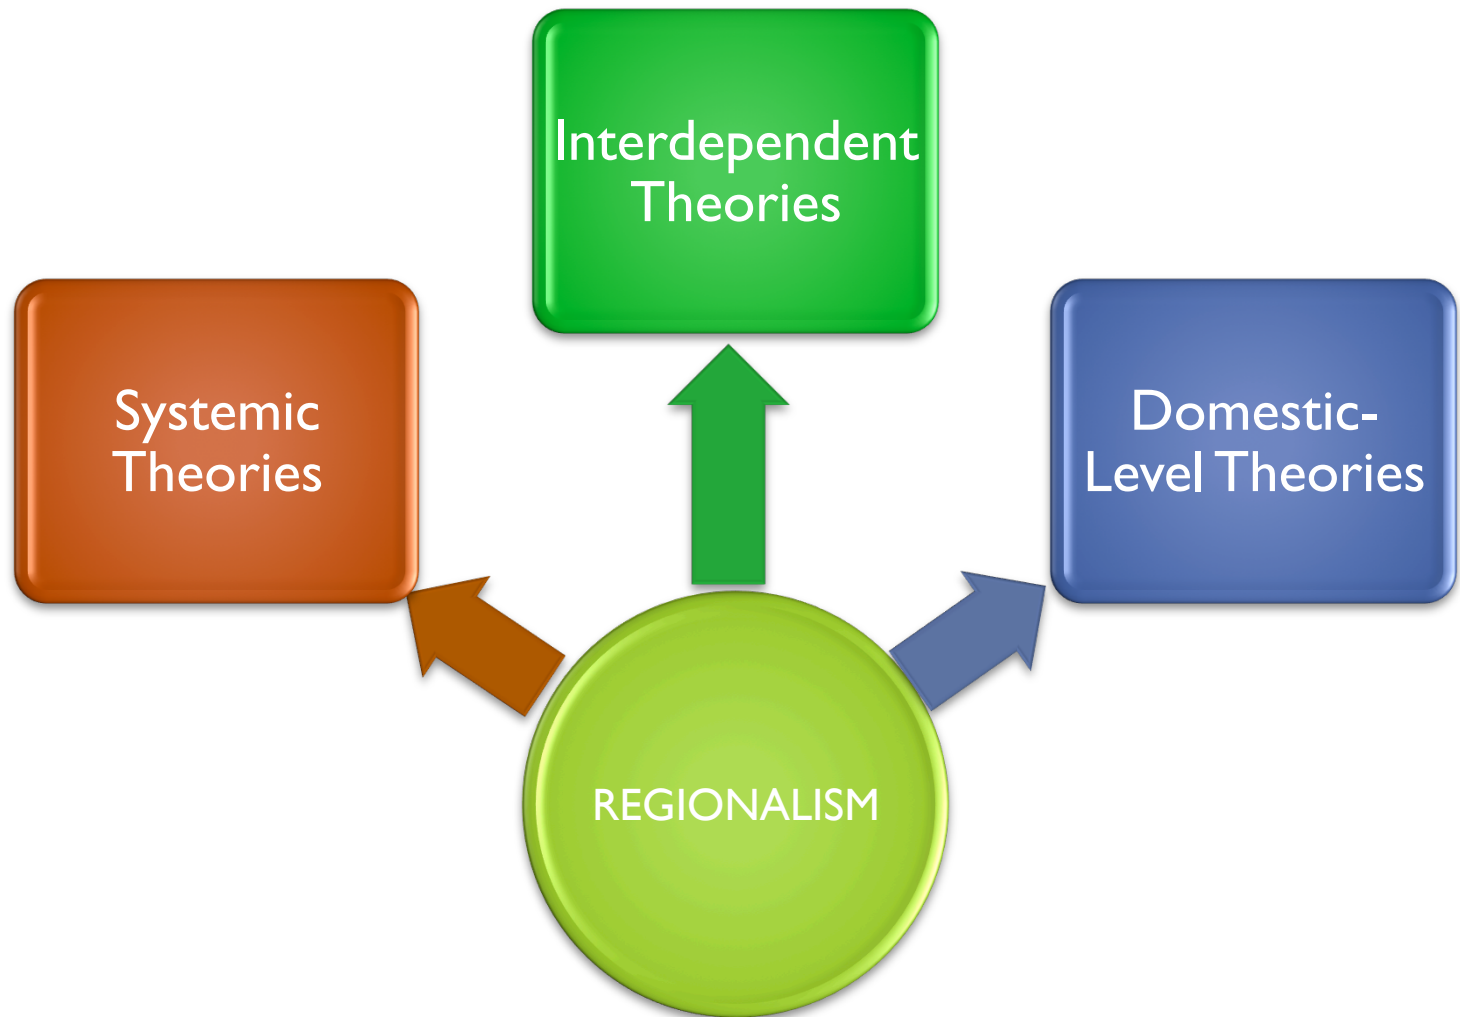 Interdependent
Theories
Systemic
Theories
Domestic-
Level Theories
REGIONALISM